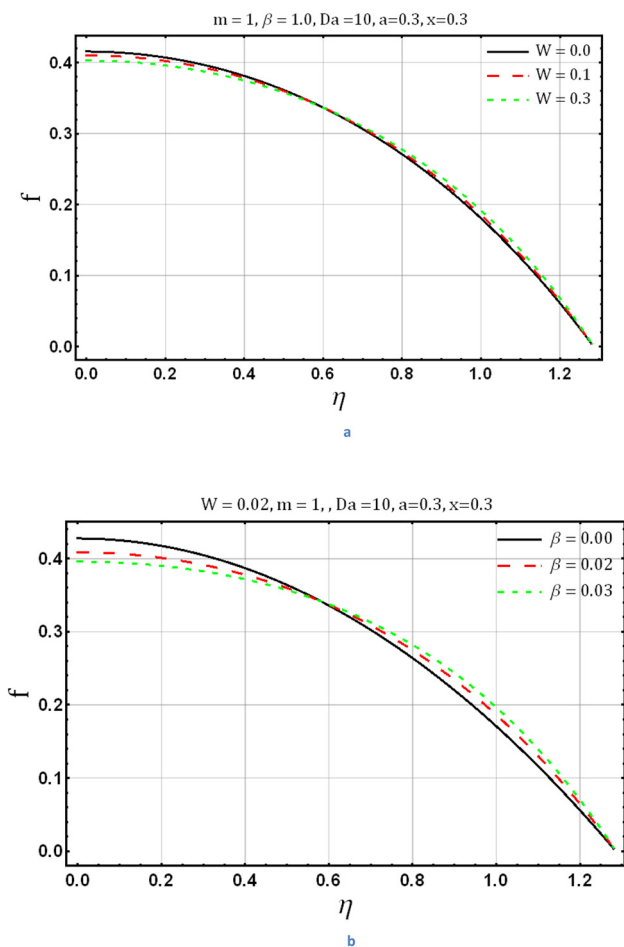 m = 1, β = 1.0, Da =10, a=0.3, x=0.3
W = 0.0
W = 0.1
W = 0.3
f
0.4
0.3
0.2
0.1
0.0
0.0 0.2 0.4 0.6 0.8 1.0 1.2
η
a
W = 0.02, m = 1, , Da =10, a=0.3, x=0.3
β = 0.00
β = 0.02
β = 0.03
f
0.4
0.3
0.2
0.1
0.0
0.0 0.2 0.4 0.6 0.8 1.0 1.2
η
b